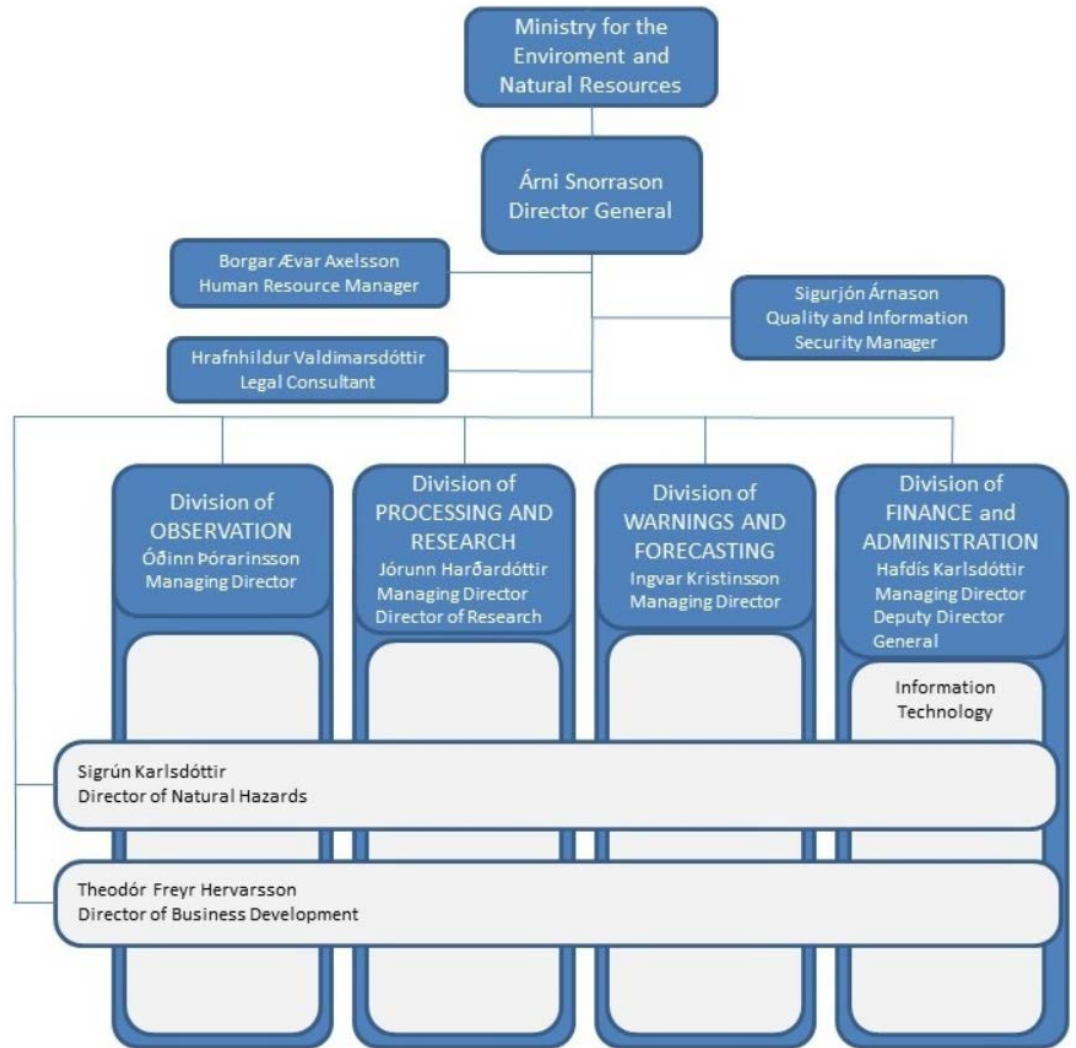 Ministry for the
Enviroment and
Natural Resources
Árni Snorrason
Director General
Borgar Ævar Axelsson
Human Resource Manager
Sigurjón Árnason
Quality and Information
Security Manager
Hrafnhildur Valdimarsdóttir
Legal Consultant
Division of
OBSERVATION
Óðinn Þórarinsson
Managing Director
Division of
PROCESSING AND
RESEARCH
Jórunn Harðardóttir
Managing Director
Director of Research
Division of
WARNINGS AND
FORECASTING
Ingvar Kristinsson
Managing Director
Division of
FINANCE and
ADMINISTRATION
Hafdís Karlsdóttir
Managing Director
Deputy Director
General
Information
Technology
Sigrún Karlsdóttir
Director of Natural Hazards
Theodór Freyr Hervarsson
Director of Business Development